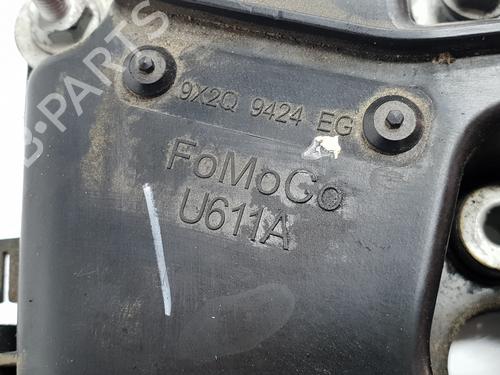 B-PARTS
9X2Q 9424 EG
FoMoCo
U611A